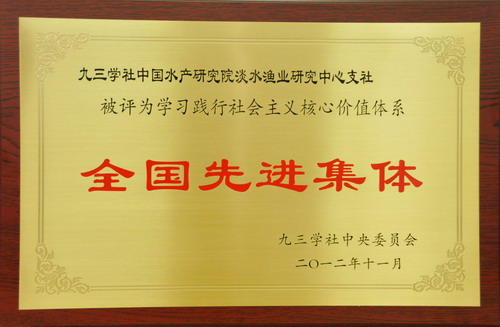 九三学社中国水产研究院淡水渔业研究中心支社
被评为学习践行社会主义核心价值体系
全国先进集体
九三学社中央委员会
二〇一二年十一月